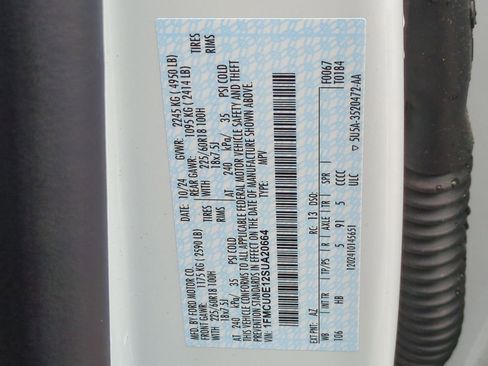 MFD. BY FORD MOTOR CO. DATE: 10/24 GVWR: 2245 KG (4950 LB)
FRONT GAWR: 1175 KG (2590 LB) REAR GAWR: 1095 KG (2414 LB)
WITH 225/60R18 100H TIRES WITH 225/60R18 100H TIRES
18x7.5J RIMS 18x7.5J RIMS
AT 240 kPa/ 35 PSI COLD AT 240 kPa/ 35 PSI COLD
THIS VEHICLE CONFORMS TO ALL APPLICABLE FEDERAL MOTOR VEHICLE SAFETY AND THEFT
PREVENTION STANDARDS IN EFFECT ON THE DATE OF MANUFACTURE SHOWN ABOVE.
VIN: 1FMCU0E12SUA20664 TYPE: MPV
F0067
T0184
EXT PNT: AZ RC: 13 DSO:
WB INT TR TP/PS R AXLE TR SPR
106 HB 5 91 5 CCCC
120241014S651 ULC 5U5A-3520472-AA